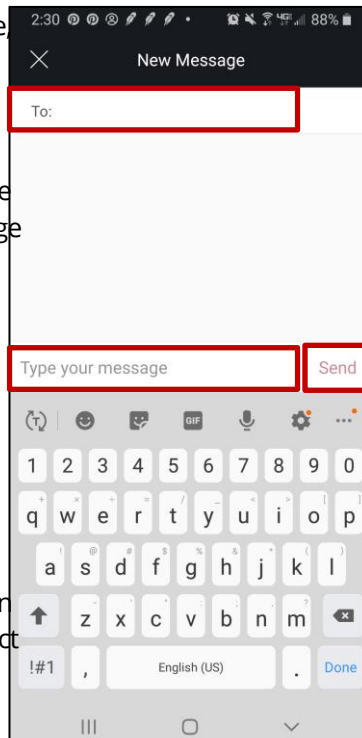 2:30 88%
New Message
To:
Type your message Send
GIF
1 2 3 4 5 6 7 8 9 0
q w e r t y u i o p
a s d f g h j k l
z x c v b n m
!#1 , English (US) . Done